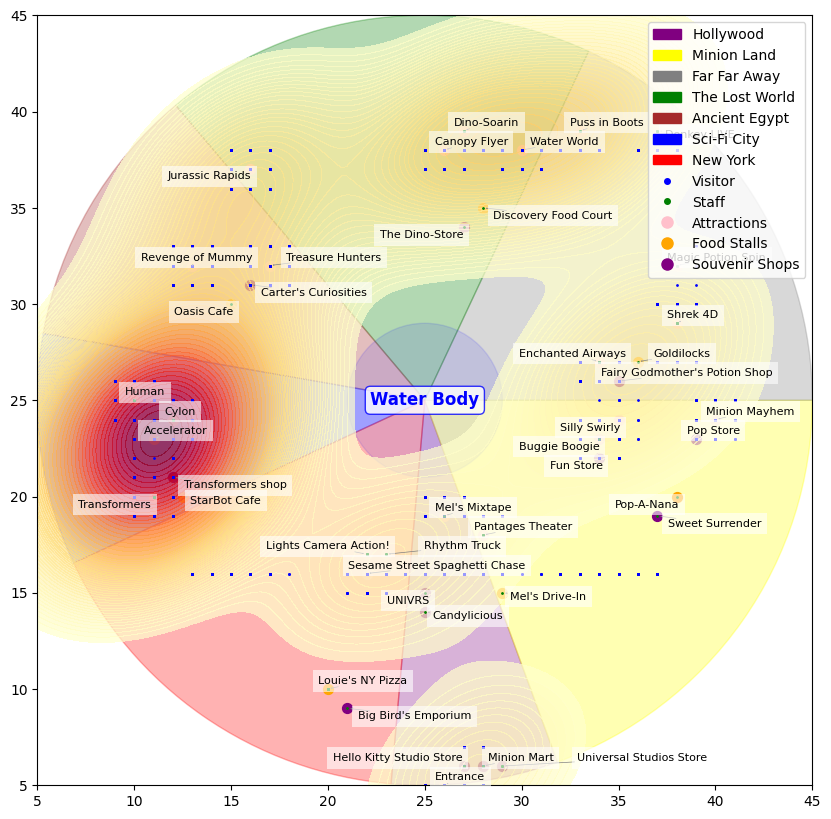 45
40
35
30
25
20
15
10
5
5
10
15
20
25
30
35
40
45
Hollywood
Minion Land
Far Far Away
The Lost World
Ancient Egypt
Sci-Fi City
New York
Visitor
Staff
Attractions
Food Stalls
Souvenir Shops
Dino-Soarin
Puss in Boots
Canopy Flyer
Water World
Jurassic Rapids
Discovery Food Court
The Dino-Store
Magic Potion Spin
Revenge of Mummy
Treasure Hunters
Carter's Curiosities
Oasis Cafe
Shrek 4D
Enchanted Airways
Goldilocks
Fairy Godmother's Potion Shop
Human
Water Body
Cylon
Minion Mayhem
Accelerator
Silly Swirly
Pop Store
Buggie Boogie
Fun Store
Transformers shop
StarBot Cafe
Transformers
Mel's Mixtape
Pop-A-Nana
Pantages Theater
Sweet Surrender
Lights Camera Action!
Rhythm Truck
Sesame Street Spaghetti Chase
UNIVRS
Mel's Drive-In
Candylicious
Louie's NY Pizza
Big Bird's Emporium
Hello Kitty Studio Store
Minion Mart
Universal Studios Store
Entrance